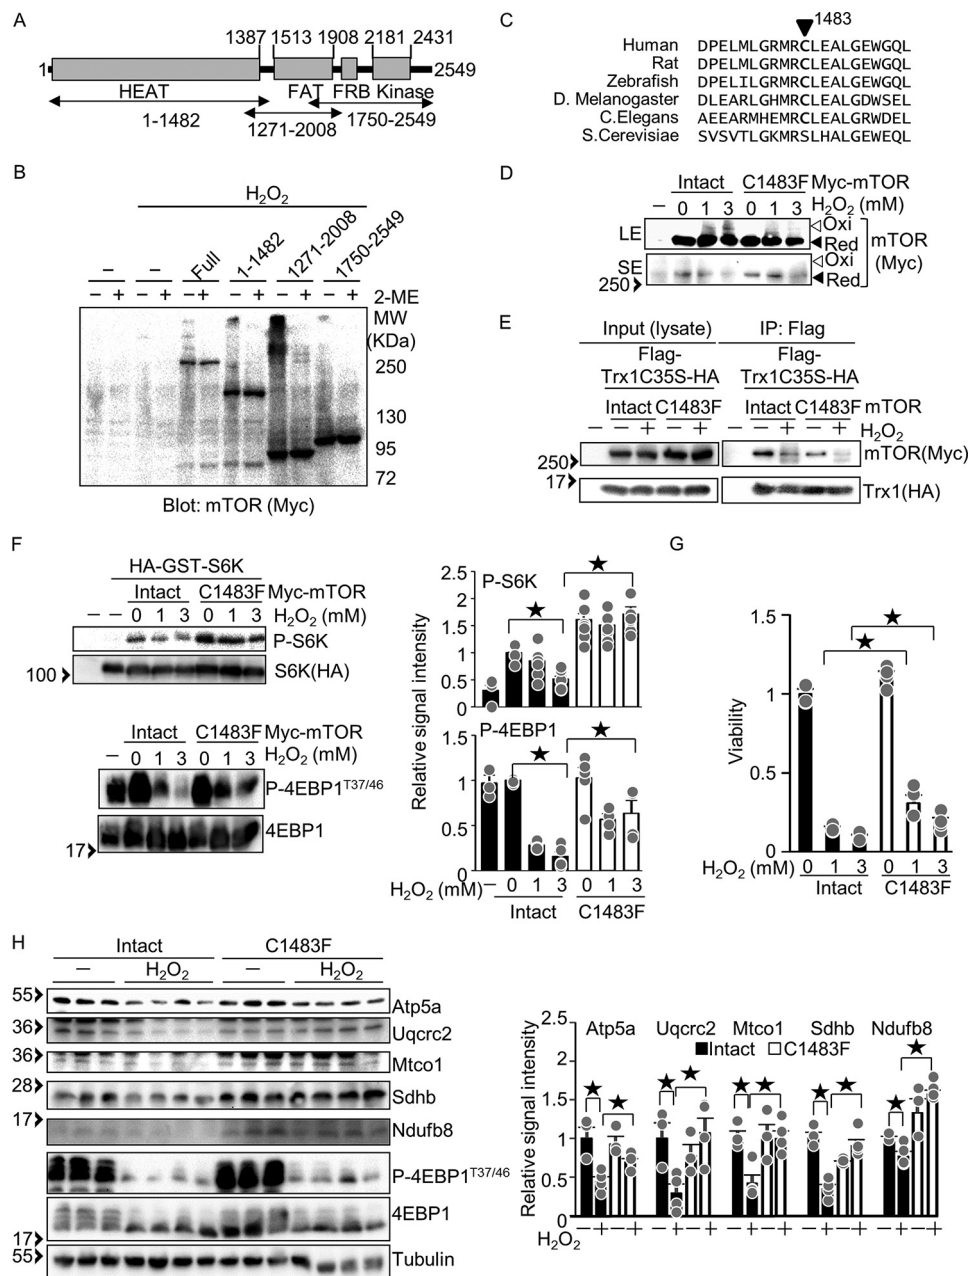 A
1387 1513 1908 2181 2431
1 2549
HEAT FAT FRB Kinase
1-1482 1271-2008 1750-2549
B
H₂O₂
– – Full 1-1482 1271-2008 1750-2549
– + – + – + – + – + – + 2-ME
MW
(KDa)
250
130
95
72
Blot: mTOR (Myc)
C
1483
Human DPELMLGRMRCLEALGEWGQL
Rat DPELMLGRMRCLEALGEWGQL
Zebrafish DPELILGRMRCLEALGEWGQL
D. Melanogaster DLEARLGHMRCLEALGDWSEL
C.Elegans AEEARMHEMRCLEALGRWDEL
S.Cerevisiae SVSVTLGKMRSLHALGEWEQL
D
Intact C1483F Myc-mTOR
– 0 1 3 0 1 3 H₂O₂ (mM)
LE Oxi
Red mTOR
SE Oxi (Myc)
250 Red
E
Input (lysate) IP: Flag
Flag- Flag-
Trx1C35S-HA Trx1C35S-HA
Intact C1483F Intact C1483F mTOR
– – + – + – – + – + H₂O₂
250 mTOR(Myc)
17
Trx1(HA)
F
HA-GST-S6K
Intact C1483F Myc-mTOR
– – 0 1 3 0 1 3 H₂O₂ (mM)
P-S6K
100 S6K(HA)
Intact C1483F Myc-mTOR
– 0 1 3 0 1 3 H₂O₂ (mM)
P-4EBP1T37/46
4EBP1
17
Relative signal intensity
P-S6K
2.5
2
1.5
1
0.5
0
P-4EBP1
1.5
1
0.5
0
H₂O₂ (mM) – 0 1 3 0 1 3
Intact C1483F
G
Viability
1.5
1
0.5
0
H₂O₂ (mM) 0 1 3 0 1 3
Intact C1483F
H
Intact C1483F
– H₂O₂ – H₂O₂
55 Atp5a
36 Uqcrc2
36 Mtco1
28 Sdhb
17 Ndufb8
P-4EBP1T37/46
4EBP1
17
55 Tubulin
Relative signal intensity
2.5
2
1.5
1
0.5
0
Atp5a Uqcrc2 Mtco1 Sdhb Ndufb8
Intact C1483F
H₂O₂ – + – + – + – + – + – + – + – + – + – +